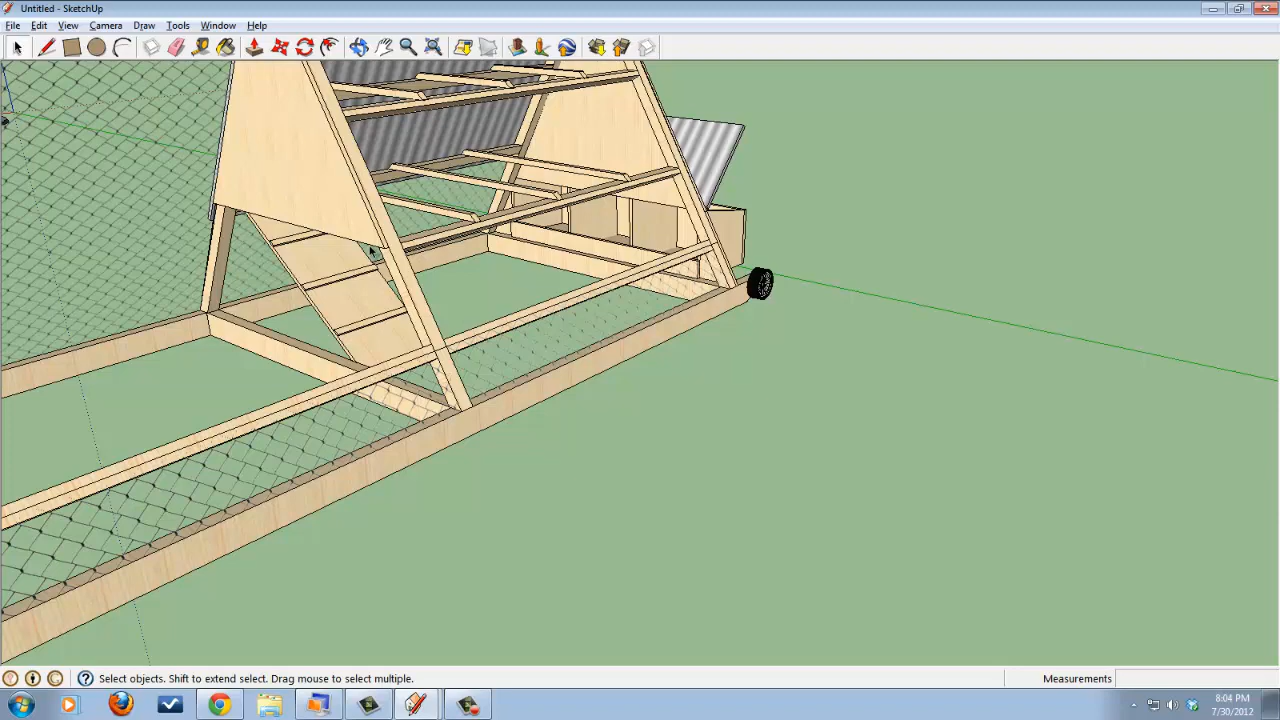 Untitled - SketchUp
File Edit View Camera Draw Tools Window Help
Select objects. Shift to extend select. Drag mouse to select multiple.
Measurements
8:04 PM
7/30/2012